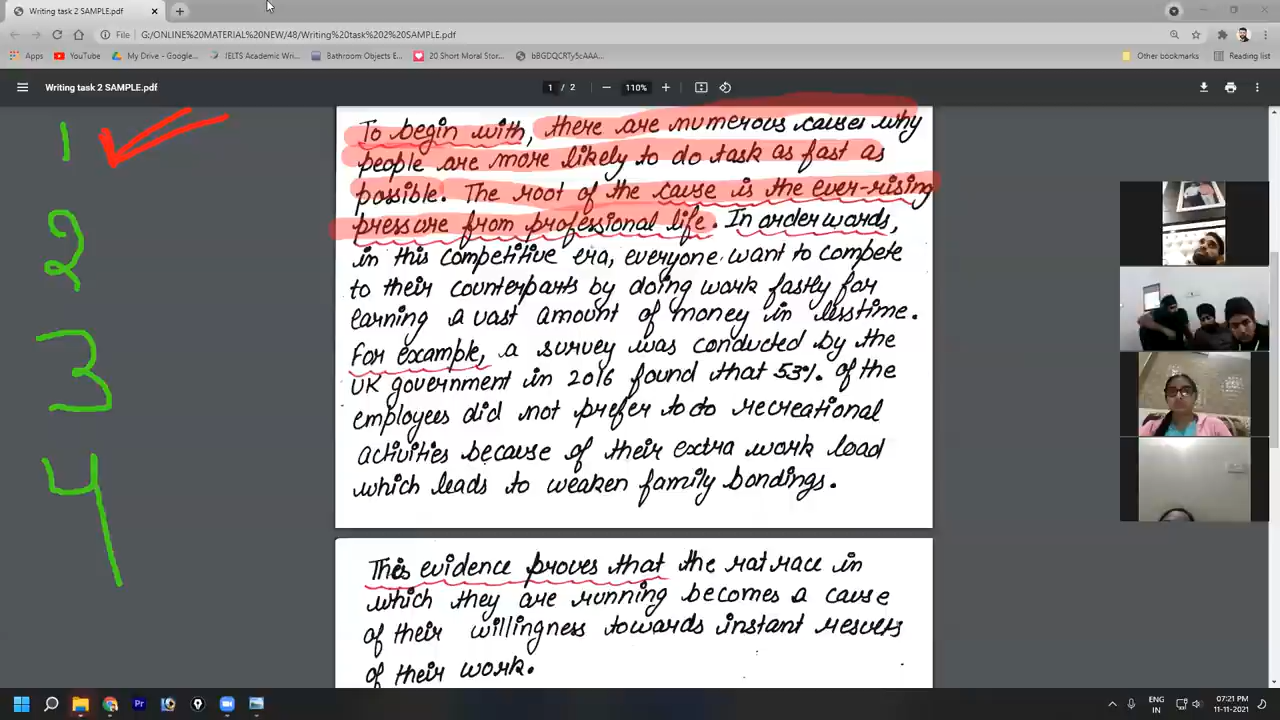 Writing task 2 SAMPLE.pdf
File
G:/ONLINE%20MATERIAL%20NEW/48/Writing%20task%202%20SAMPLE.pdf
Apps YouTube My Drive - Google... IELTS Academic Wri... Bathroom Objects E... 20 Short Moral Stor... bBGDQCRTy5cAAA... Other bookmarks Reading list
Writing task 2 SAMPLE.pdf 1 / 2 110%
1
2
3
4
To begin with, there are numerous causes why
people are more likely to do task as fast as
possible. The root of the cause is the ever-rising
pressure from professional life. In orderwards,
in this competitive era, everyone want to compete
to their counterparts by doing work fastly for
earning a vast amount of money in lesstime.
For example, a survey was conducted by the
UK government in 2016 found that 53% of the
employees did not prefer to do recreational
activities because of their extra work load
which leads to weaken family bondings.
This evidence proves that the rat race in
which they are running becomes a cause
of their willingness towards instant
of their work.
ENG
IN
07:21 PM
11-11-2021